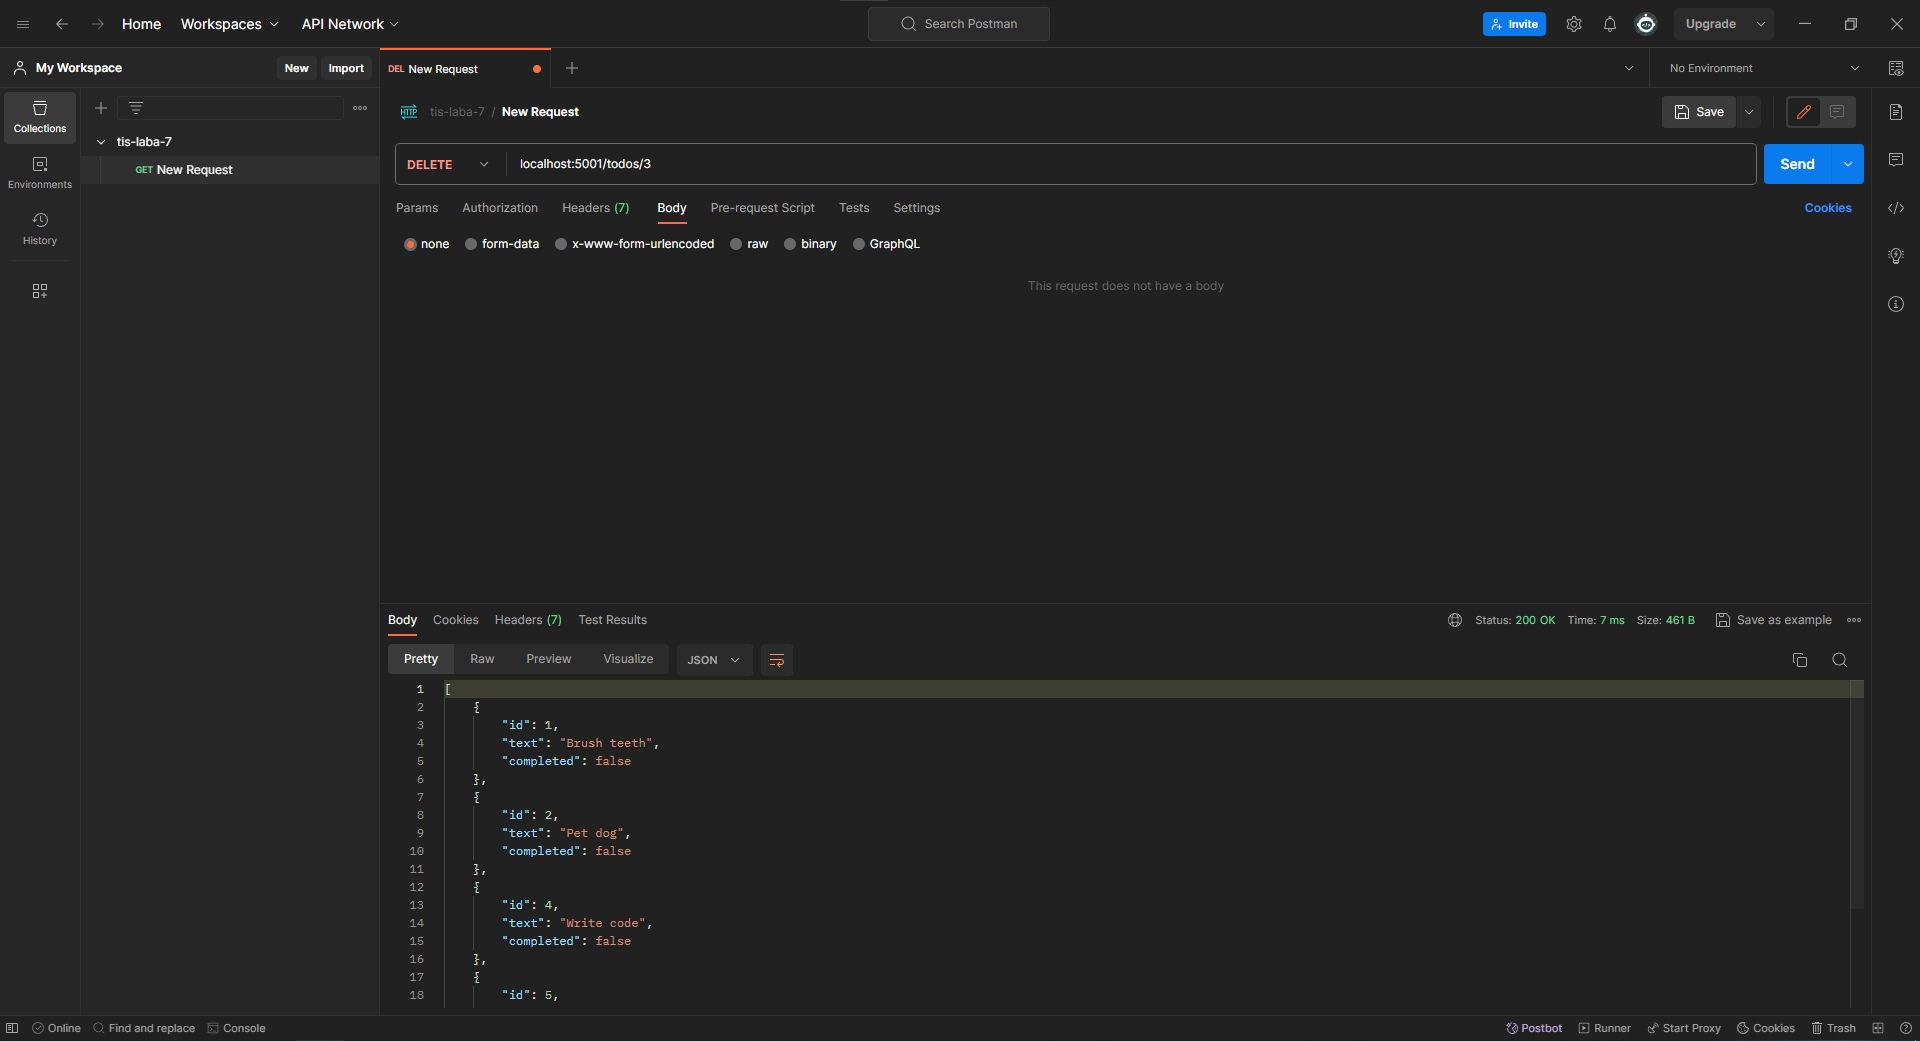 Home Workspaces API Network Search Postman Invite Upgrade
My Workspace New Import DEL New Request No Environment
Collections
Environments
History
tis-laba-7
GET New Request
tis-laba-7 / New Request Save
DELETE localhost:5001/todos/3 Send
Params Authorization Headers (7) Body Pre-request Script Tests Settings Cookies
none form-data x-www-form-urlencoded raw binary GraphQL
This request does not have a body
Body Cookies Headers (7) Test Results Status: 200 OK Time: 7 ms Size: 461 B Save as example
Pretty Raw Preview Visualize JSON
1 [
2 {
3 "id": 1,
4 "text": "Brush teeth",
5 "completed": false
6 },
7 {
8 "id": 2,
9 "text": "Pet dog",
10 "completed": false
11 },
12 {
13 "id": 4,
14 "text": "Write code",
15 "completed": false
16 },
17 {
18 "id": 5,
Online Find and replace Console Postbot Runner Start Proxy Cookies Trash